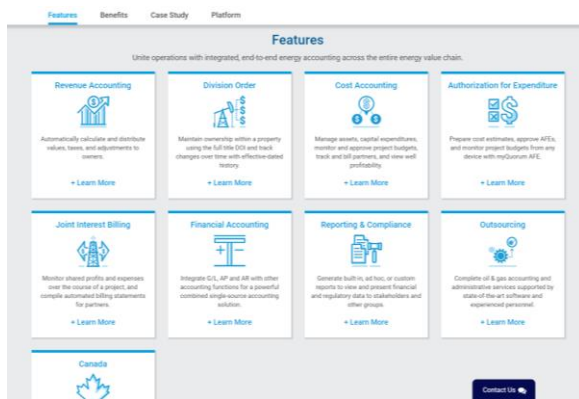 Features Benefits Case Study Platform
Features
Unite operations with integrated, end-to-end energy accounting across the entire energy value chain.
Revenue Accounting
Automatically calculate and distribute
values, taxes, and adjustments to
owners.
+ Learn More
Division Order
Maintain ownership within a property
using the full title DOI and track
changes over time with effective-dated
history.
+ Learn More
Cost Accounting
Manage assets, capital expenditures,
monitor and approve project budgets,
track and bill partners, and view well
profitability.
+ Learn More
Authorization for Expenditure
Prepare cost estimates, approve AFEs,
and monitor project budgets from any
device with myQuorum AFE.
+ Learn More
Joint Interest Billing
Monitor shared profits and expenses
over the course of a project, and
compile automated billing statements
for partners.
+ Learn More
Financial Accounting
Integrate G/L, AP and AR with other
accounting functions for a powerful
combined single-source accounting
solution.
+ Learn More
Reporting & Compliance
Generate built-in, ad hoc, or custom
reports to view and present financial
and regulatory data to stakeholders and
other groups.
+ Learn More
Outsourcing
Complete oil & gas accounting and
administrative services supported by
state-of-the-art software and
experienced personnel.
+ Learn More
Canada
Contact Us